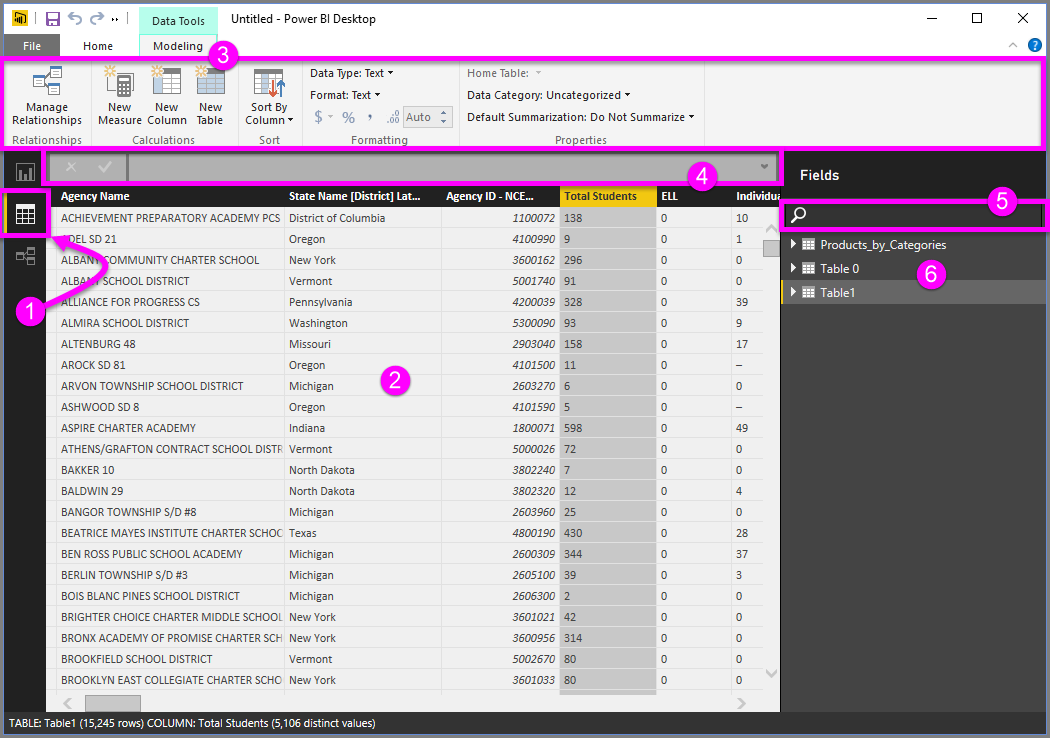 Data Tools Untitled - Power BI Desktop
File Home Modeling
3
Manage Relationships
New Measure
New Column
New Table
Sort By Column
Data Type: Text
Format: Text
$ % , .00 Auto
Home Table:
Data Category: Uncategorized
Default Summarization: Do Not Summarize
Relationships Calculations Sort Formatting Properties
4
Fields
5
Agency Name State Name [District] Lat... Agency ID - NCE... Total Students ELL Individua
ACHIEVEMENT PREPARATORY ACADEMY PCS District of Columbia 1100072 138 0 10
ADEL SD 21 Oregon 4100990 9 0 1
ALBANY COMMUNITY CHARTER SCHOOL New York 3600162 296 0 0
ALBANY SCHOOL DISTRICT Vermont 5001740 91 0 0
ALLIANCE FOR PROGRESS CS Pennsylvania 4200039 328 0 39
ALMIRA SCHOOL DISTRICT Washington 5300090 93 0 9
ALTENBURG 48 Missouri 2903040 158 0 17
AROCK SD 81 Oregon 4101500 11 0 –
ARVON TOWNSHIP SCHOOL DISTRICT Michigan 2603270 6 0 0
ASHWOOD SD 8 Oregon 4101590 5 0 –
ASPIRE CHARTER ACADEMY Indiana 1800071 598 0 49
ATHENS/GRAFTON CONTRACT SCHOOL DISTR Vermont 5000026 72 0 0
BAKKER 10 North Dakota 3802240 7 0 0
BALDWIN 29 North Dakota 3802320 12 0 4
BANGOR TOWNSHIP S/D #8 Michigan 2603960 25 0 0
BEATRICE MAYES INSTITUTE CHARTER SCHOO Texas 4800190 430 0 28
BEN ROSS PUBLIC SCHOOL ACADEMY Michigan 2600309 344 0 37
BERLIN TOWNSHIP S/D #3 Michigan 2605100 39 0 3
BOIS BLANC PINES SCHOOL DISTRICT Michigan 2606300 2 0 0
BRIGHTER CHOICE CHARTER MIDDLE SCHOOL New York 3601021 42 0 0
BRONX ACADEMY OF PROMISE CHARTER SCH New York 3600956 314 0 0
BROOKFIELD SCHOOL DISTRICT Vermont 5002670 80 0 0
BROOKLYN EAST COLLEGIATE CHARTER SCHO New York 3601033 80 0 0
1
2
Products_by_Categories
Table 0
Table1
6
TABLE: Table1 (15,245 rows) COLUMN: Total Students (5,106 distinct values)